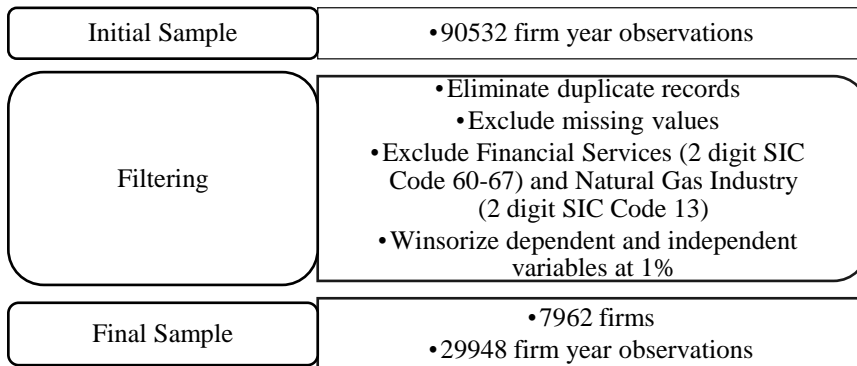 Initial Sample
•90532 firm year observations
Filtering
•Eliminate duplicate records
•Exclude missing values
•Exclude Financial Services (2 digit SIC
Code 60-67) and Natural Gas Industry
(2 digit SIC Code 13)
•Winsorize dependent and independent
variables at 1%
Final Sample
•7962 firms
•29948 firm year observations